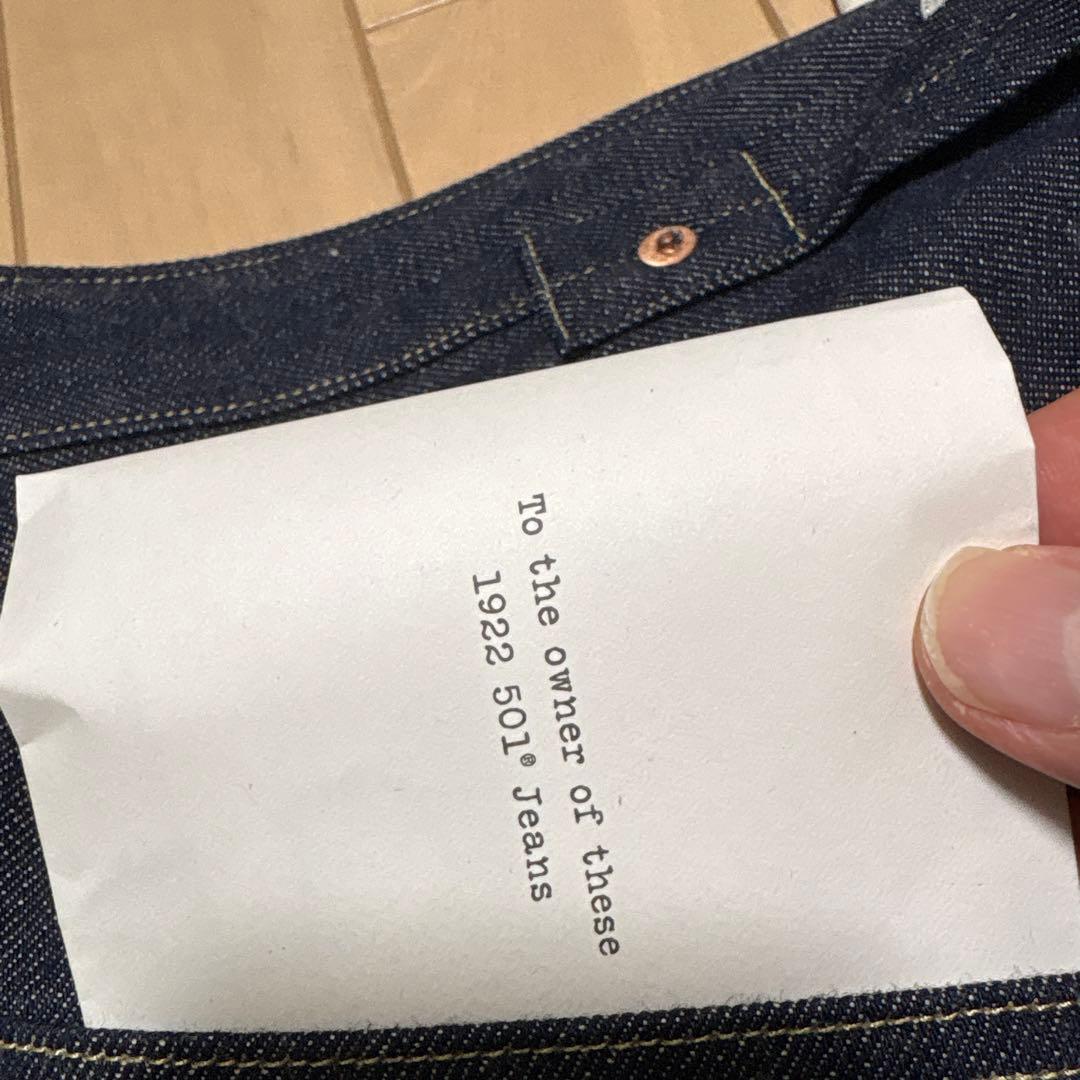 To the owner of these
1922 501® Jeans